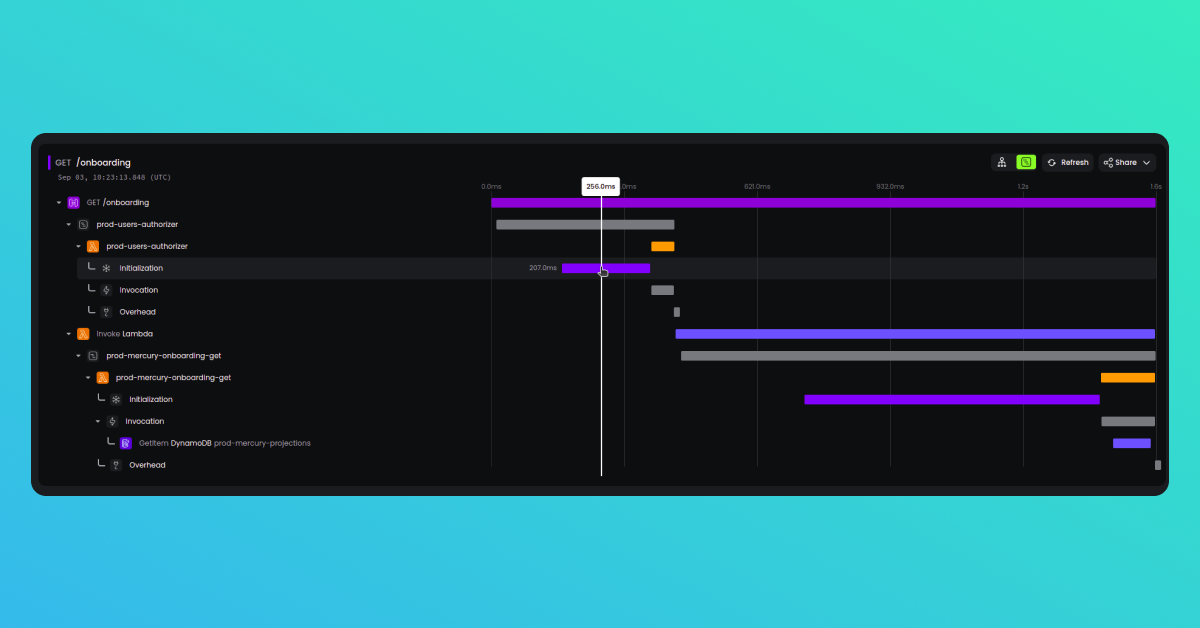 GET /onboarding
Refresh
Share
Sep 03, 10:23:13.848 (UTC)
0.0ms 256.0ms 621.0ms 932.0ms 1.2s 1.6s
GET /onboarding
prod-users-authorizer
prod-users-authorizer
Initialization 207.0ms
Invocation
Overhead
Invoke Lambda
prod-mercury-onboarding-get
prod-mercury-onboarding-get
Initialization
Invocation
GetItem DynamoDB prod-mercury-projections
Overhead